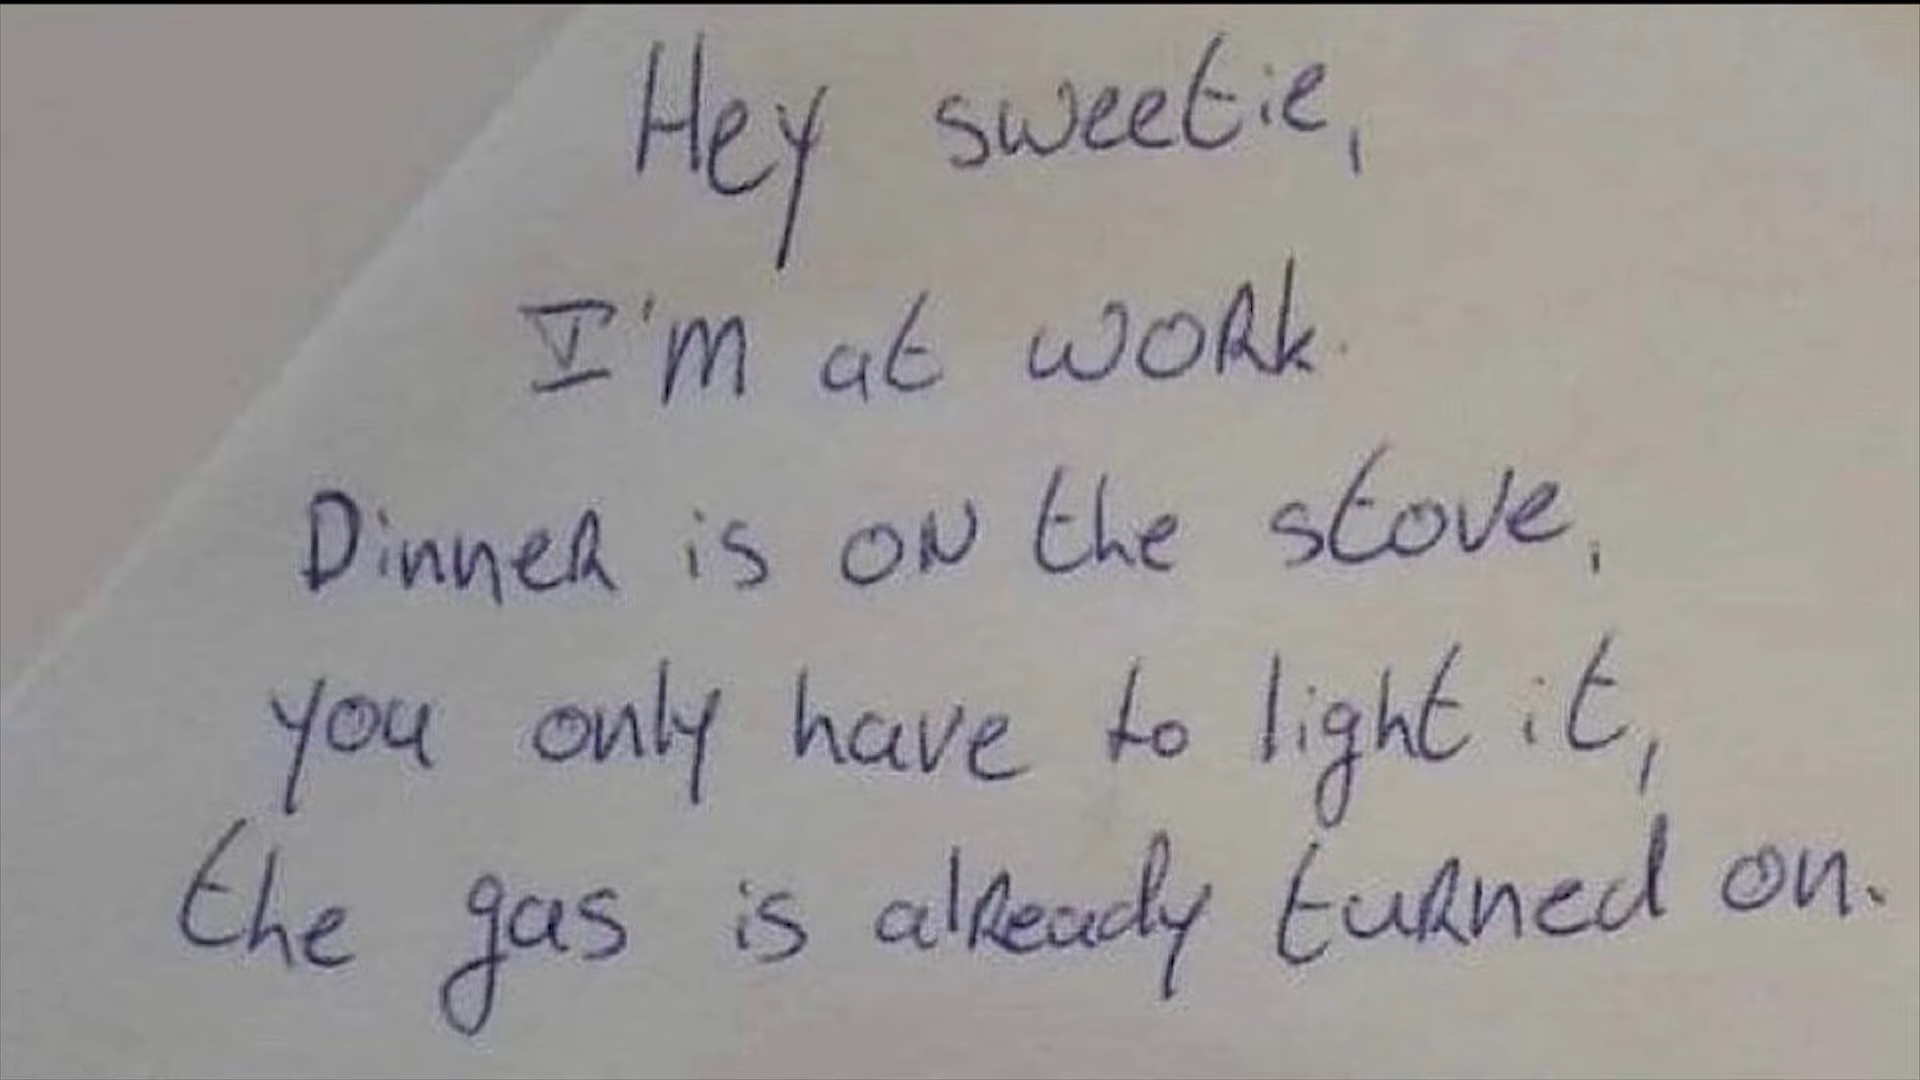 Hey sweetie,
I'm at work.
Dinner is on the stove,
you only have to light it,
the gas is already turned on.